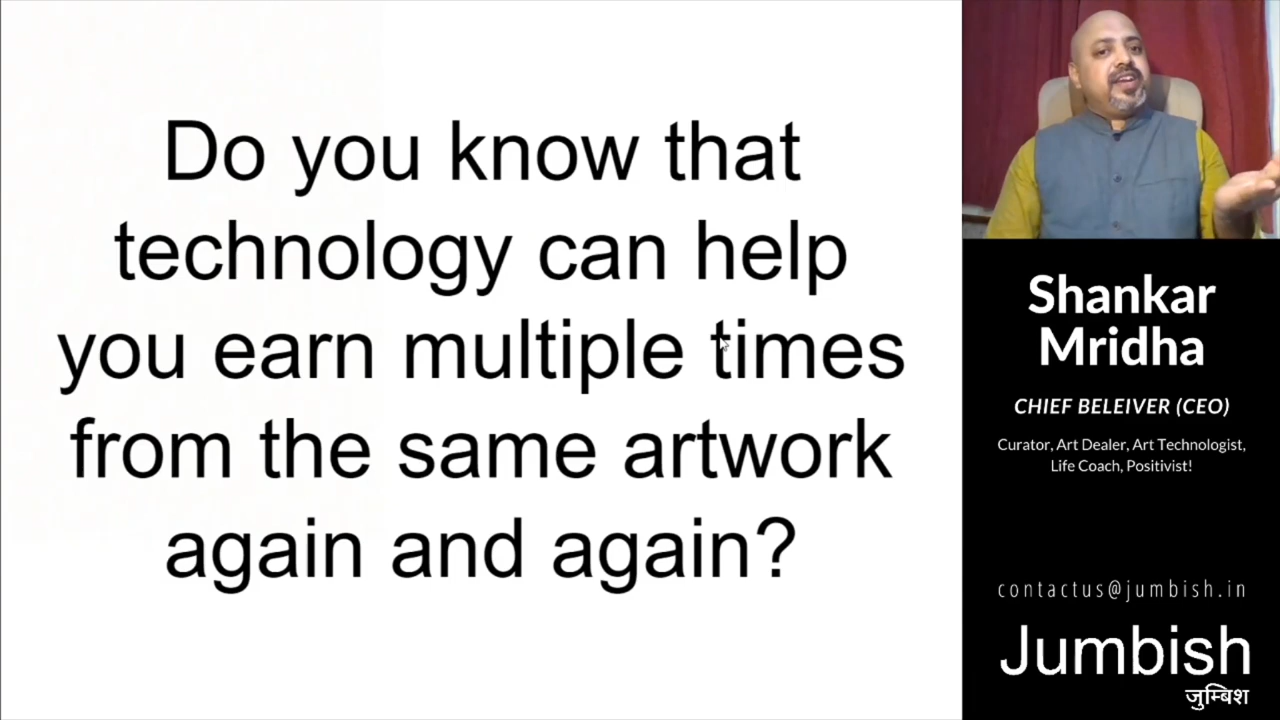 Do you know that
technology can help
you earn multiple times
from the same artwork
again and again?
Shankar
Mridha
CHIEF BELEIVER (CEO)
Curator, Art Dealer, Art Technologist,
Life Coach, Positivist!
contactus@jumbish.in
Jumbish
जुम्बिश